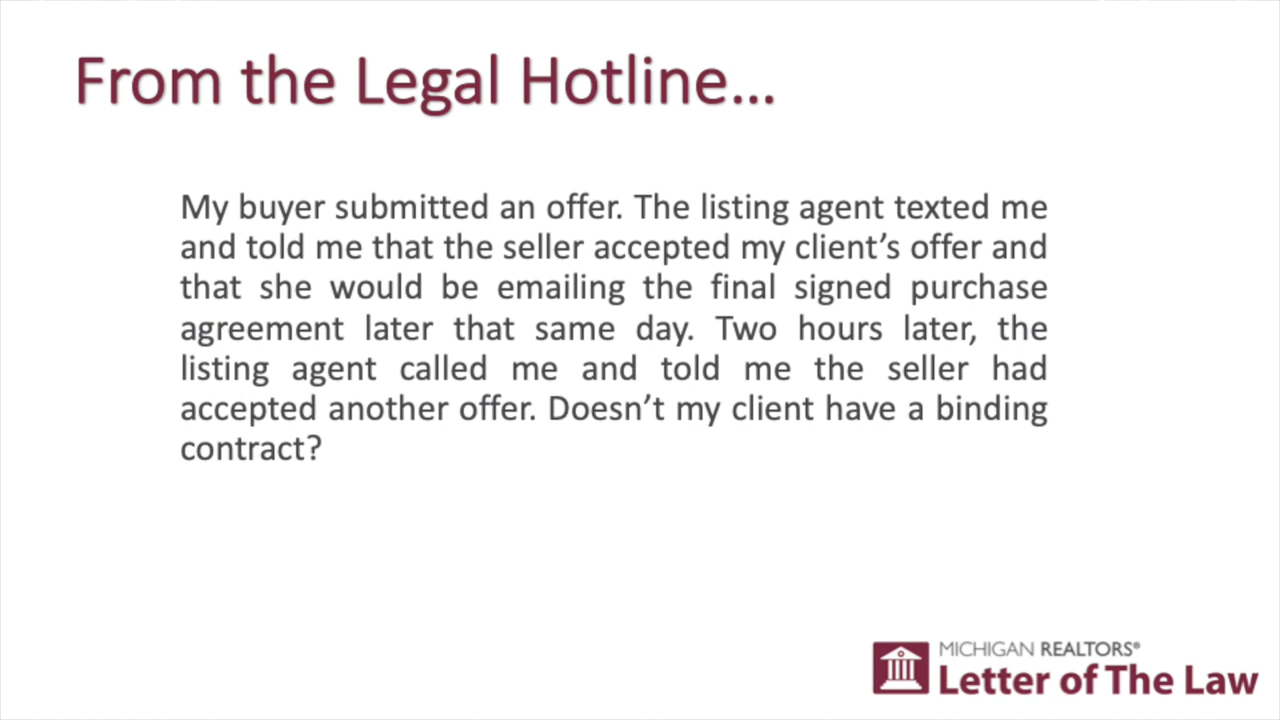 From the Legal Hotline...
My buyer submitted an offer. The listing agent texted me
and told me that the seller accepted my client’s offer and
that she would be emailing the final signed purchase
agreement later that same day. Two hours later, the
listing agent called me and told me the seller had
accepted another offer. Doesn’t my client have a binding
contract?
MICHIGAN REALTORS®
Letter of The Law